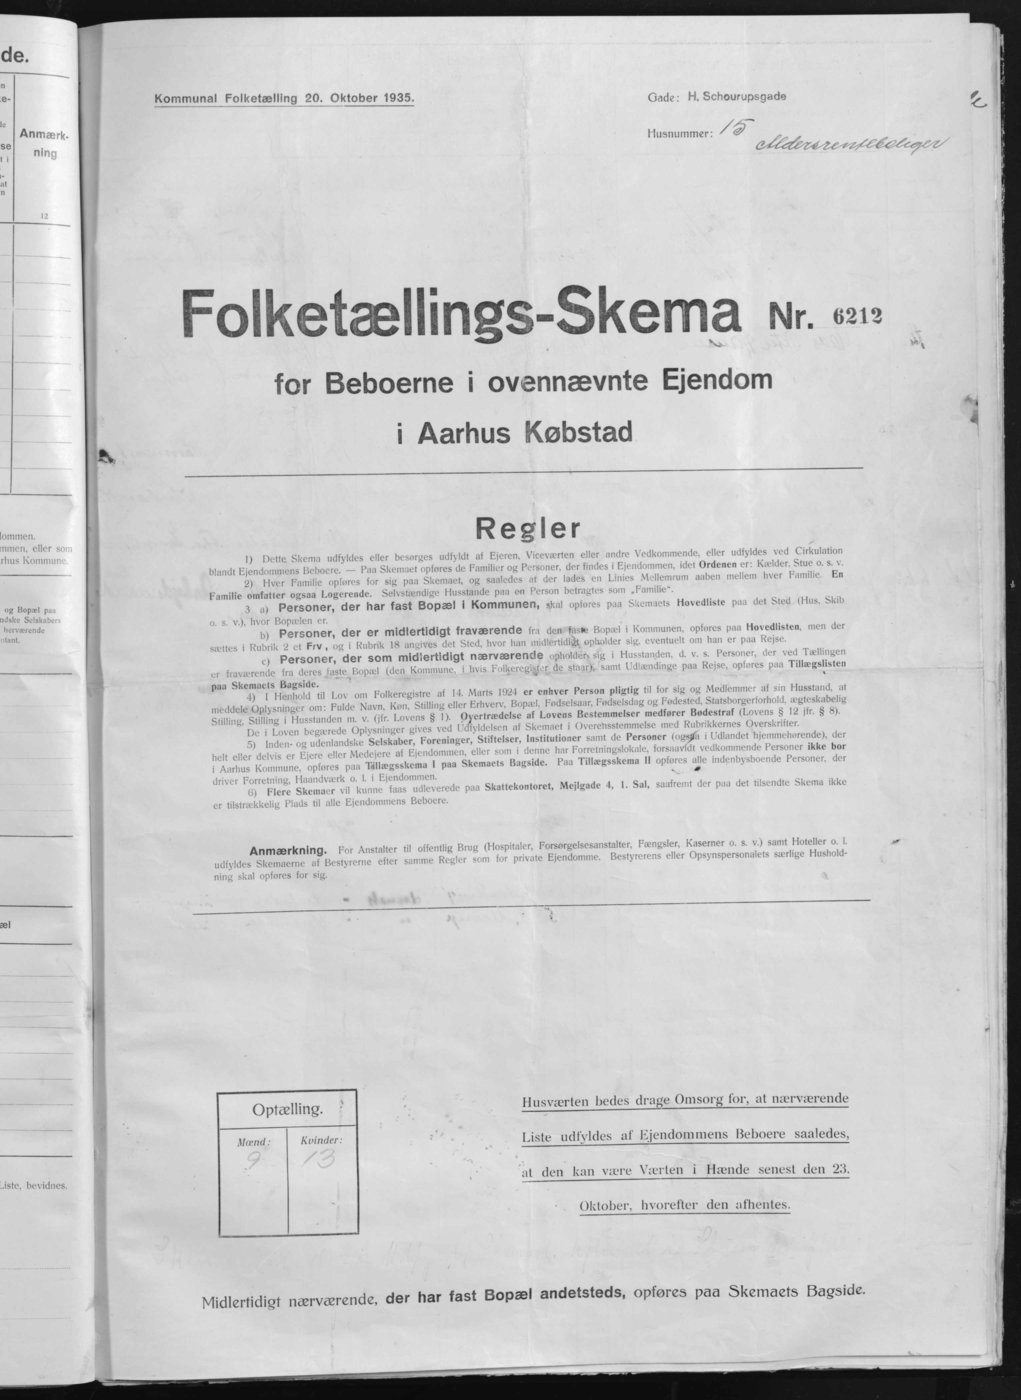 de.
Anmærk-
ning
12
Kommunal Folketælling 20. Oktober 1935.
Gade: H. Schourupsgade
Husnummer: 15
Aldersrenteboliger
Folketællings-Skema Nr. 6212
for Beboerne i ovennævnte Ejendom
i Aarhus Købstad
Regler
1) Dette Skema udfyldes eller besørges udfyldt af Ejeren, Viceværten eller andre Vedkommende, eller udfyldes ved Cirkulation
blandt Ejendommens Beboere. — Paa Skemaet opføres de Familier og Personer, der findes i Ejendommen, idet Ordenen er: Kælder, Stue o. s. v.
2) Hver Familie opføres for sig paa Skemaet, og saaledes at der lades en Linies Mellemrum aaben mellem hver Familie. En
Familie omfatter ogsaa Logerende. Selvstændige Husstande paa en Person betragtes som „Familie“.
3 a) Personer, der har fast Bopæl i Kommunen, skal opføres paa Skemaets Hovedliste paa det Sted (Hus, Skib
o. s. v.), hvor Bopælen er.
b) Personer, der er midlertidigt fraværende fra den faste Bopæl i Kommunen, opføres paa Hovedlisten, men der
sættes i Rubrik 2 et Frv, og i Rubrik 18 angives det Sted, hvor han midlertidigt opholder sig, eventuelt om han er paa Rejse.
c) Personer, der som midlertidigt nærværende opholder sig i Husstanden, d. v. s. Personer, der ved Tællingen
er fraværende fra deres faste Bopæl (den Kommune, i hvis Folkeregister de staar), samt Udlændinge paa Rejse, opføres paa Tillægslisten
paa Skemaets Bagside.
4) I Henhold til Lov om Folkeregistre af 14. Marts 1924 er enhver Person pligtig til for sig og Medlemmer af sin Husstand, at
meddele Oplysninger om: Fulde Navn, Køn, Stilling eller Erhverv, Bopæl, Fødselsaar, Fødselsdag og Fødested, Statsborgerforhold, ægteskabelig
Stilling, Stilling i Husstanden m. v. (jfr. Lovens § 1). Overtrædelse af Lovens Bestemmelser medfører Bødestraf (Lovens § 12 jfr. § 8).
De i Loven begærede Oplysninger gives ved Udfyldelsen af Skemaet i Overensstemmelse med Rubrikkernes Overskrifter.
5) Inden- og udenlandske Selskaber, Foreninger, Stiftelser, Institutioner samt de Personer (ogsaa i Udlandet hjemmehørende), der
helt eller delvis er Ejere eller Medejere af Ejendommen, eller som i denne har Forretningslokale, forsaavidt vedkommende Personer ikke bor
i Aarhus Kommune, opføres paa Tillægsskema I paa Skemaets Bagside. Paa Tillægsskema II opføres alle indenbysboende Personer, der
driver Forretning, Haandværk o. l. i Ejendommen.
6) Flere Skemaer vil kunne faas udleverede paa Skattekontoret, Mejlgade 4, 1. Sal, saafremt der paa det tilsendte Skema ikke
er tilstrækkelig Plads til alle Ejendommens Beboere.
Anmærkning. For Anstalter til offentlig Brug (Hospitaler, Forsørgelsesanstalter, Fængsler, Kaserner o. s. v.) samt Hoteller o. l.
udfyldes Skemaerne af Bestyrerne efter samme Regler som for private Ejendomme. Bestyrerens eller Opsynspersonalets særlige Hushold-
ning skal opføres for sig.
Optælling.
Mænd: Kvinder:
9 13
Husværten bedes drage Omsorg for, at nærværende
Liste udfyldes af Ejendommens Beboere saaledes,
at den kan være Værten i Hænde senest den 23.
Oktober, hvorefter den afhentes.
Midlertidigt nærværende, der har fast Bopæl andetsteds, opføres paa Skemaets Bagside.
mmen, eller som
rhus Kommune.
og Bopæl paa
ndske Selskabers
herværende
Liste, bevidnes.